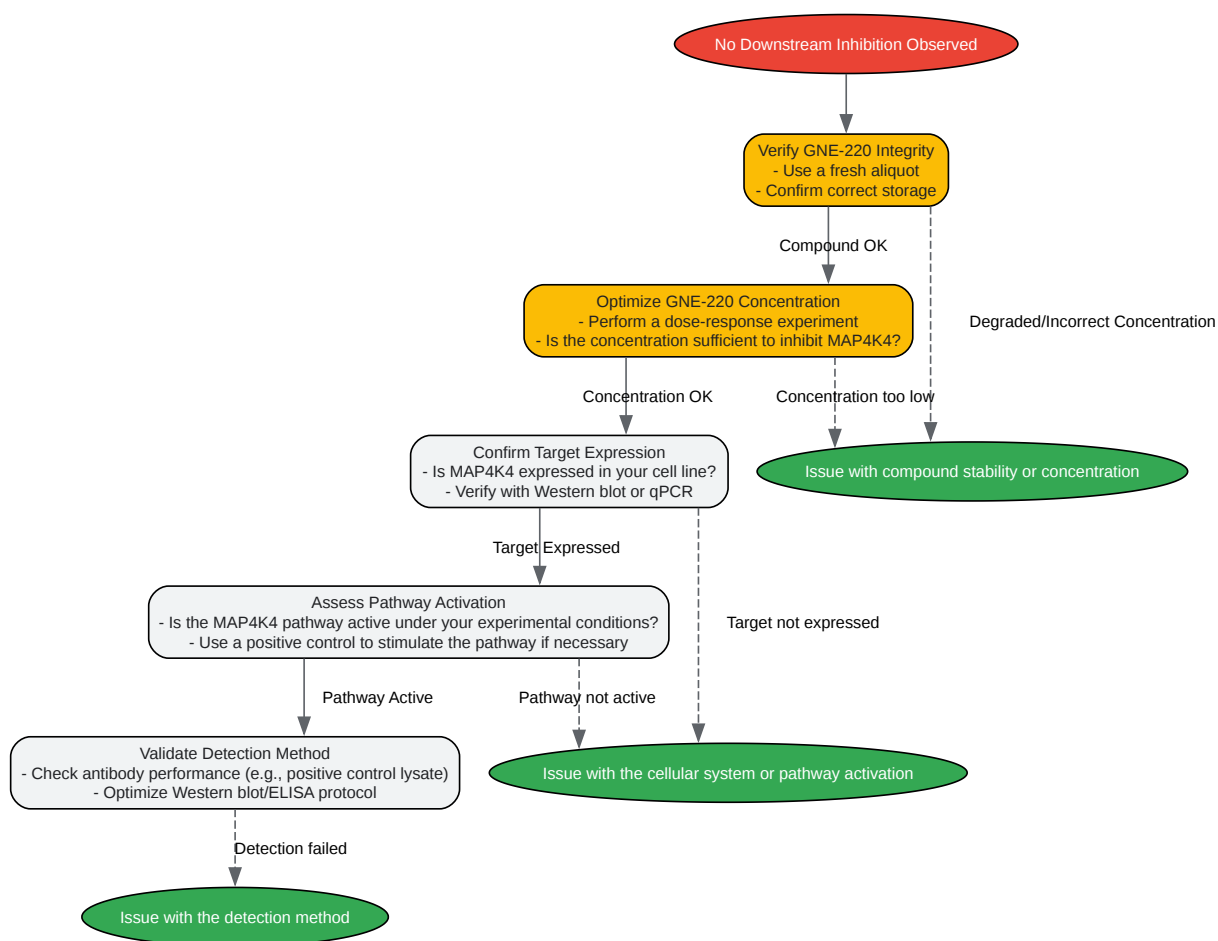 No Downstream Inhibition Observed
Verify GNE-220 Integrity
- Use a fresh aliquot
- Confirm correct storage
Compound OK
Optimize GNE-220 Concentration
- Perform a dose-response experiment
- Is the concentration sufficient to inhibit MAP4K4?
Degraded/Incorrect Concentration
Concentration OK
Concentration too low
Confirm Target Expression
- Is MAP4K4 expressed in your cell line?
- Verify with Western blot or qPCR
Issue with compound stability or concentration
Target Expressed
Assess Pathway Activation
- Is the MAP4K4 pathway active under your experimental conditions?
- Use a positive control to stimulate the pathway if necessary
Target not expressed
Pathway Active
Pathway not active
Validate Detection Method
- Check antibody performance (e.g., positive control lysate)
- Optimize Western blot/ELISA protocol
Issue with the cellular system or pathway activation
Detection failed
Issue with the detection method